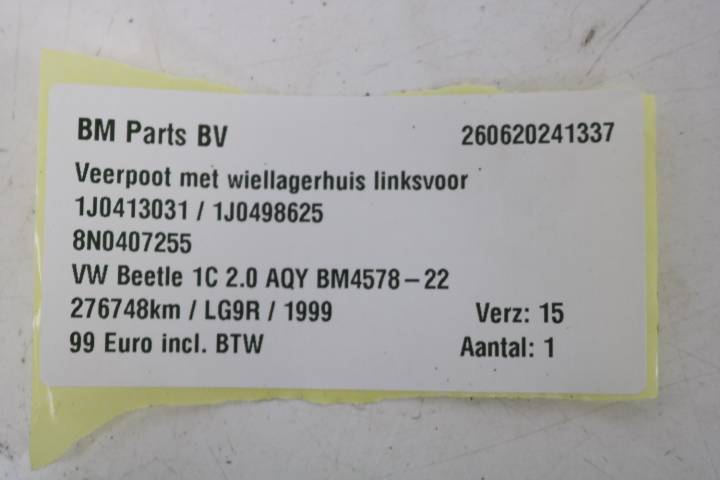 BM Parts BV 260620241337
Veerpoot met wiellagerhuis linksvoor
1J0413031 / 1J0498625
8N0407255
VW Beetle 1C 2.0 AQY BM4578-22
276748km / LG9R / 1999 Verz: 15
99 Euro incl. BTW Aantal: 1